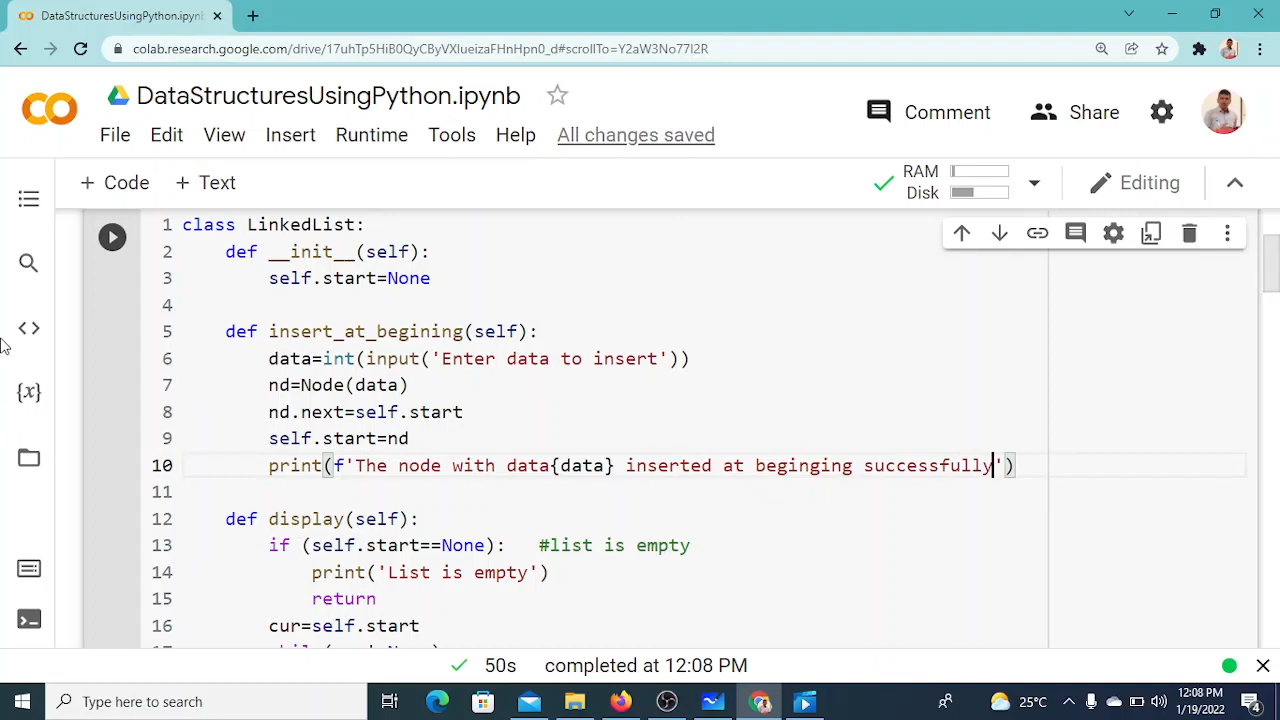 DataStructuresUsingPython.ipynb
colab.research.google.com/drive/17uhTp5HiB0QyCByVXlueizaFHnHpn0_d#scrollTo=Y2aW3No77l2R
DataStructuresUsingPython.ipynb
Comment
Share
File Edit View Insert Runtime Tools Help All changes saved
+ Code + Text
RAM
Disk
Editing
1 class LinkedList:
2 def __init__(self):
3 self.start=None
4
5 def insert_at_begining(self):
6 data=int(input('Enter data to insert'))
7 nd=Node(data)
8 nd.next=self.start
9 self.start=nd
10 print(f'The node with data{data} inserted at beginging successfully')
11
12 def display(self):
13 if (self.start==None): #list is empty
14 print('List is empty')
15 return
16 cur=self.start
{x}
50s completed at 12:08 PM
Type here to search
25°C
12:08 PM
1/19/2022
4